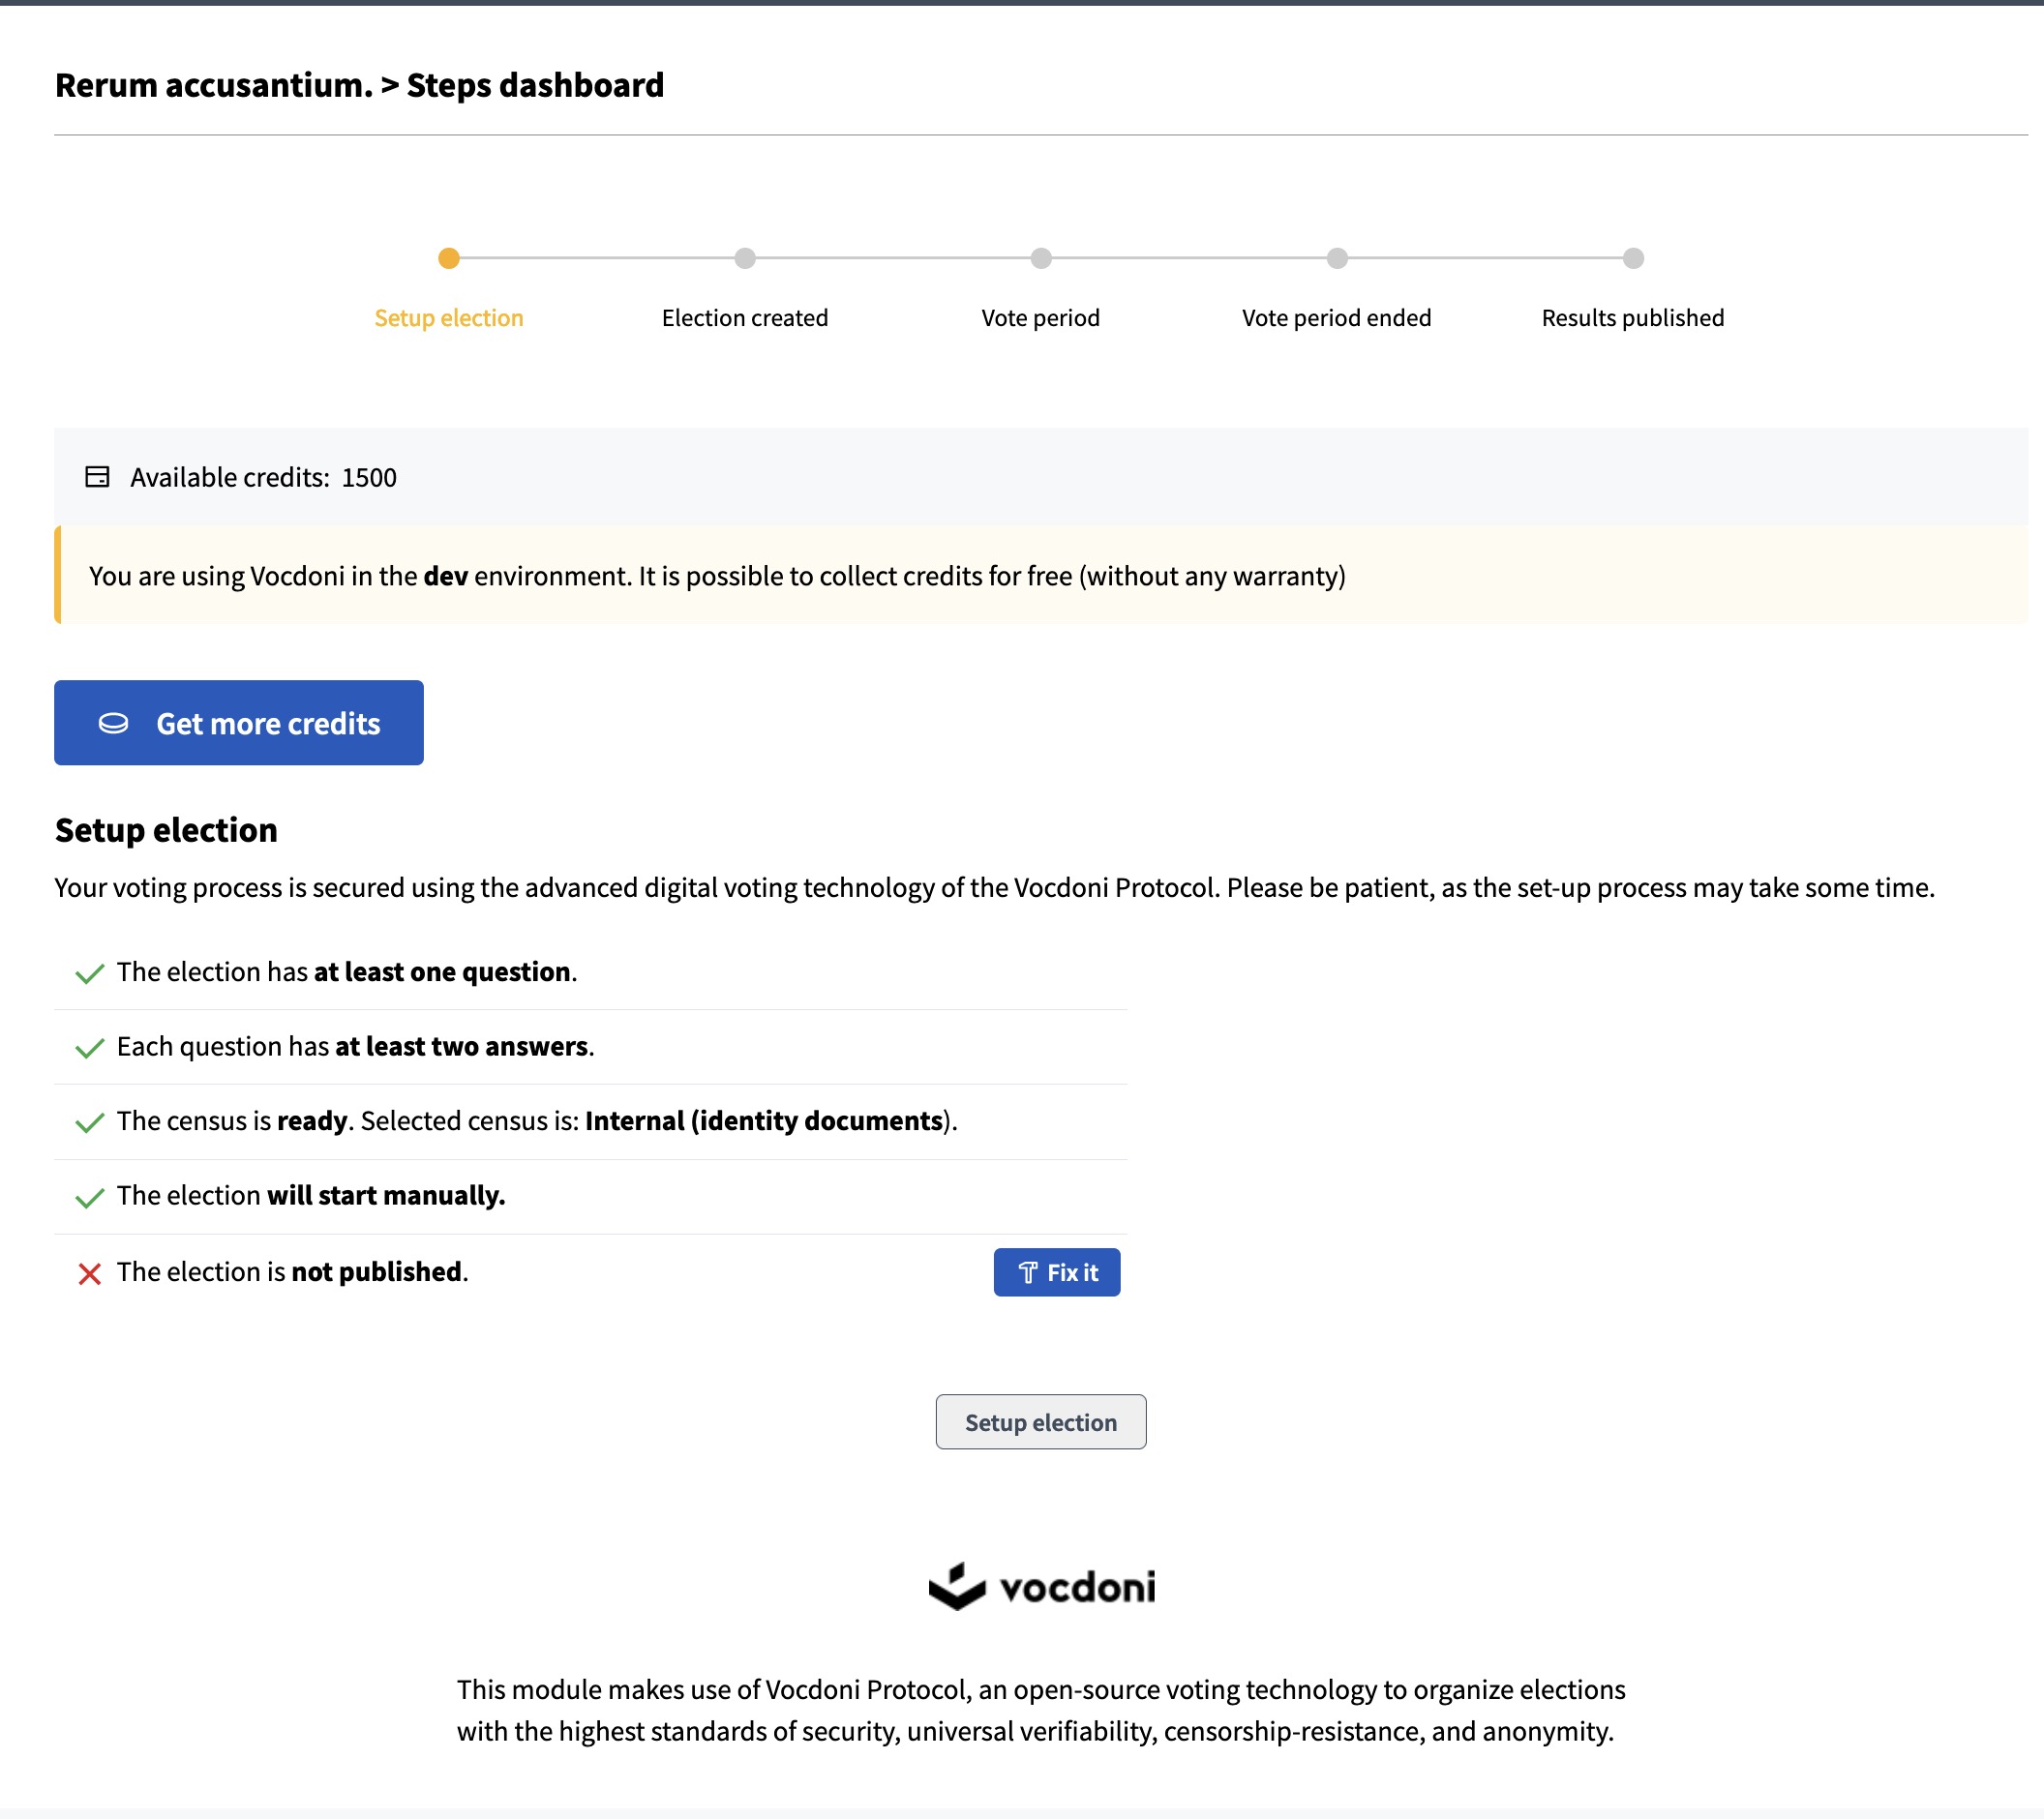 Rerum accusantium. > Steps dashboard
Setup election
Election created
Vote period
Vote period ended
Results published
Available credits: 1500
You are using Vocdoni in the dev environment. It is possible to collect credits for free (without any warranty)
Get more credits
Setup election
Your voting process is secured using the advanced digital voting technology of the Vocdoni Protocol. Please be patient, as the set-up process may take some time.
The election has at least one question.
Each question has at least two answers.
The census is ready. Selected census is: Internal (identity documents).
The election will start manually.
The election is not published.
Fix it
Setup election
vocdoni
This module makes use of Vocdoni Protocol, an open-source voting technology to organize elections
with the highest standards of security, universal verifiability, censorship-resistance, and anonymity.